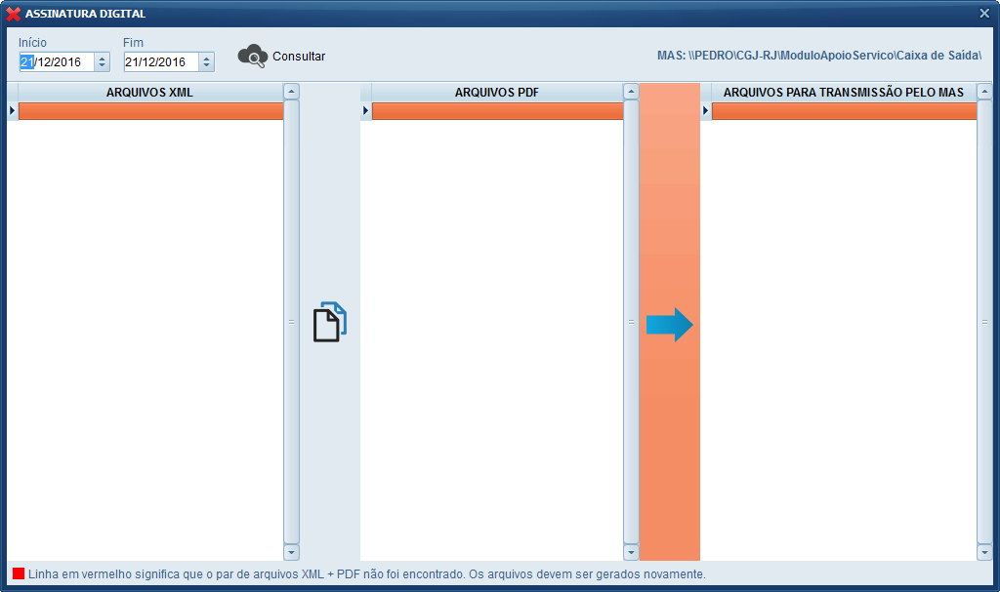 ASSINATURA DIGITAL
Início
Fim
21/12/2016
21/12/2016
Consultar
MAS: \\PEDRO\CGJ-RJ\ModuloApoioServico\Caixa de Saída\
ARQUIVOS XML
ARQUIVOS PDF
ARQUIVOS PARA TRANSMISSÃO PELO MAS
Linha em vermelho significa que o par de arquivos XML + PDF não foi encontrado. Os arquivos devem ser gerados novamente.